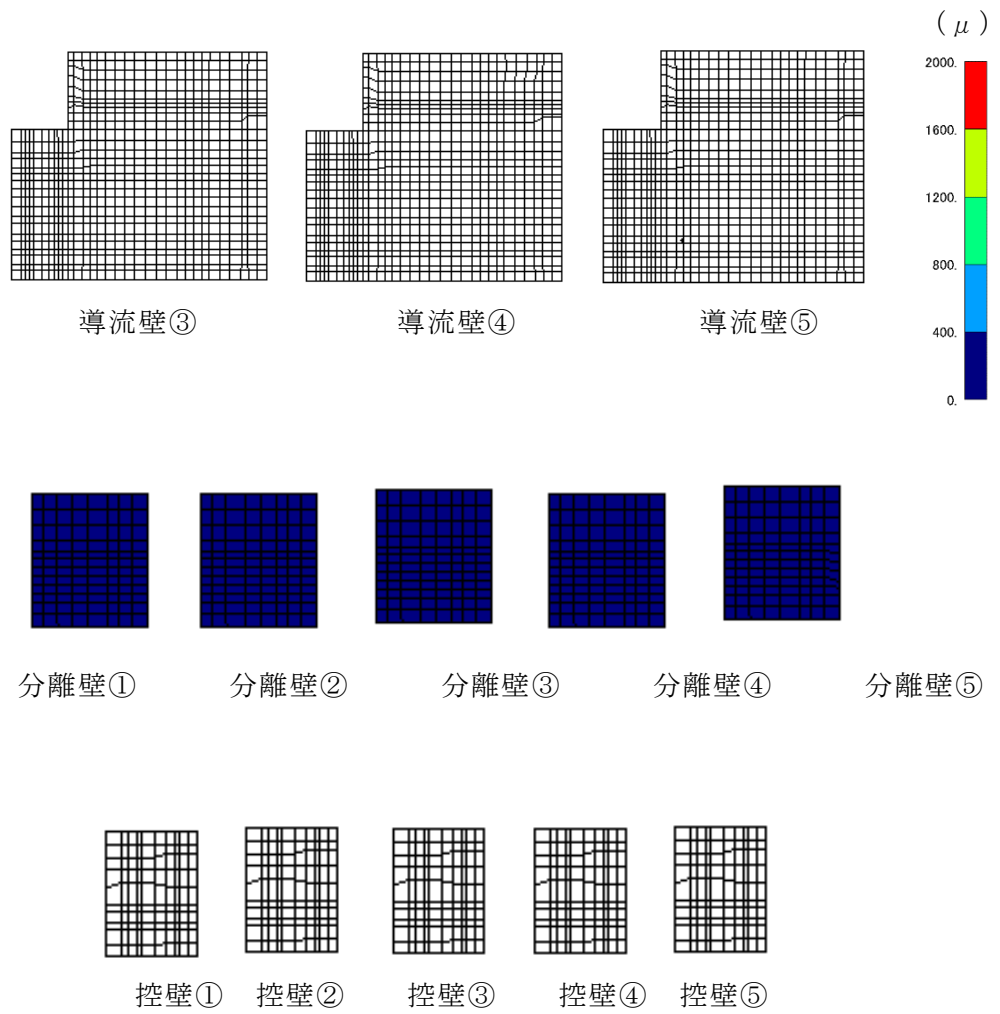 (μ)
2000.
1600.
1200.
800.
400.
0.
導流壁③ 導流壁④ 導流壁⑤
分離壁① 分離壁② 分離壁③ 分離壁④ 分離壁⑤
控壁① 控壁② 控壁③ 控壁④ 控壁⑤